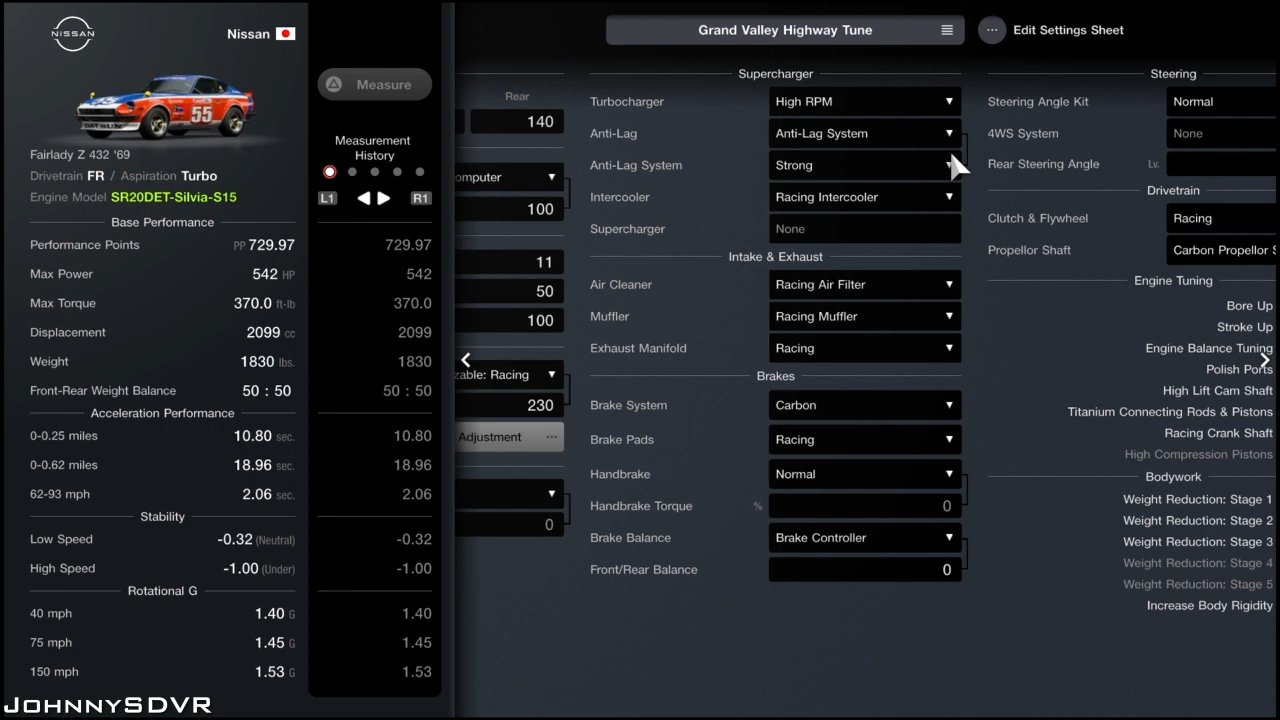 NISSAN
Nissan
55
DATSUN
Fairlady Z 432 '69
Drivetrain FR / Aspiration Turbo
Engine Model SR20DET-Silvia-S15
Base Performance
Performance Points PP 729.97
Max Power 542 HP
Max Torque 370.0 ft-lb
Displacement 2099 cc
Weight 1830 lbs.
Front-Rear Weight Balance 50 : 50
Acceleration Performance
0-0.25 miles 10.80 sec.
0-0.62 miles 18.96 sec.
62-93 mph 2.06 sec.
Stability
Low Speed -0.32 (Neutral)
High Speed -1.00 (Under)
Rotational G
40 mph 1.40 G
75 mph 1.45 G
150 mph 1.53 G
JohnnySDVR
Measure
Measurement
History
L1 R1
729.97
542
370.0
2099
1830
50 : 50
10.80
18.96
2.06
-0.32
-1.00
1.40
1.45
1.53
Grand Valley Highway Tune
Edit Settings Sheet
Rear
140
omputer
100
11
50
100
zable: Racing
230
Adjustment
0
Supercharger
Turbocharger High RPM
Anti-Lag Anti-Lag System
Anti-Lag System Strong
Intercooler Racing Intercooler
Supercharger None
Intake & Exhaust
Air Cleaner Racing Air Filter
Muffler Racing Muffler
Exhaust Manifold Racing
Brakes
Brake System Carbon
Brake Pads Racing
Handbrake Normal
Handbrake Torque % 0
Brake Balance Brake Controller
Front/Rear Balance 0
Steering
Steering Angle Kit Normal
4WS System None
Rear Steering Angle Lv.
Drivetrain
Clutch & Flywheel Racing
Propellor Shaft Carbon Propellor S
Engine Tuning
Bore Up
Stroke Up
Engine Balance Tuning
Polish Ports
High Lift Cam Shaft
Titanium Connecting Rods & Pistons
Racing Crank Shaft
High Compression Pistons
Bodywork
Weight Reduction: Stage 1
Weight Reduction: Stage 2
Weight Reduction: Stage 3
Weight Reduction: Stage 4
Weight Reduction: Stage 5
Increase Body Rigidity